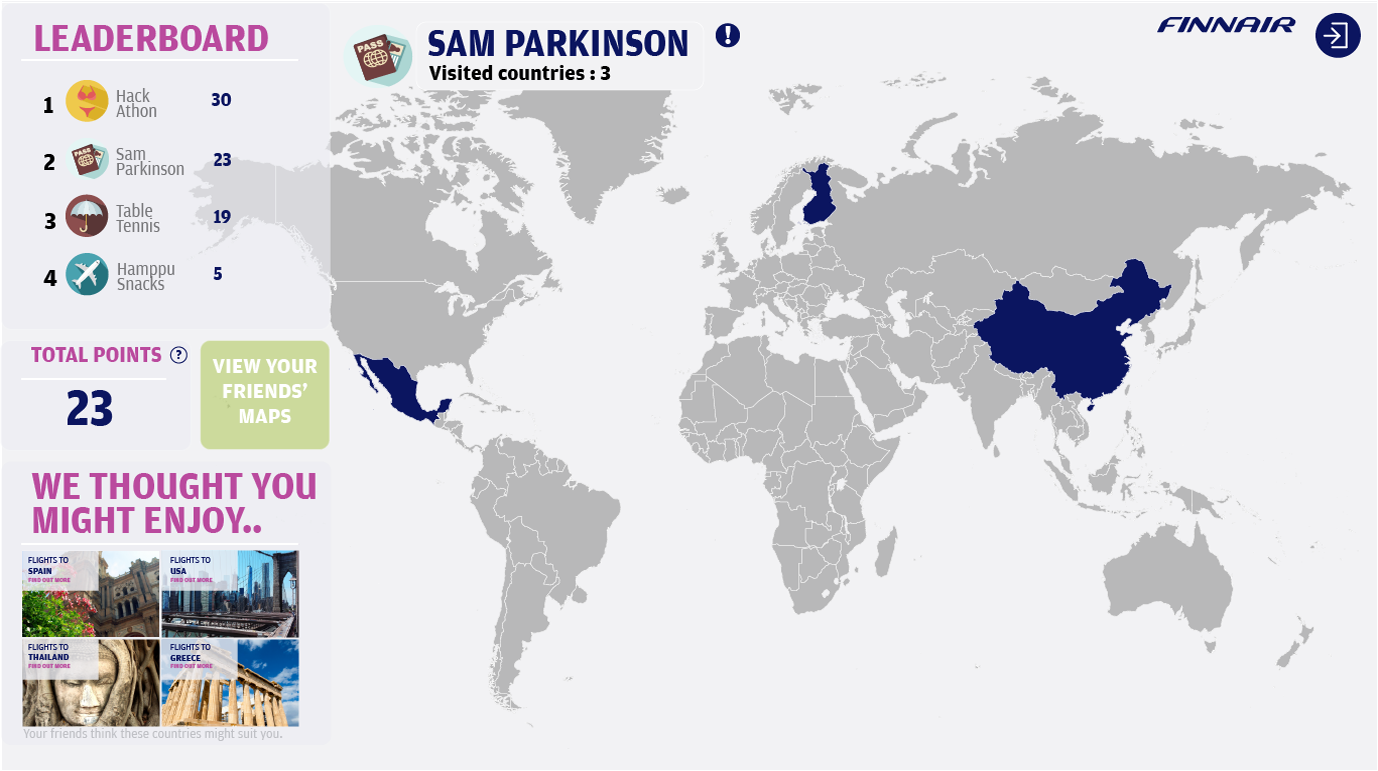 LEADERBOARD
1
Hack
Athon
30
2
PASS
Sam
Parkinson
23
3
Table
Tennis
19
4
Hamppu
Snacks
5
TOTAL POINTS ?
23
VIEW YOUR
FRIENDS'
MAPS
WE THOUGHT YOU
MIGHT ENJOY..
FLIGHTS TO
SPAIN
FIND OUT MORE
FLIGHTS TO
USA
FIND OUT MORE
FLIGHTS TO
THAILAND
FIND OUT MORE
FLIGHTS TO
GREECE
FIND OUT MORE
Your friends think these countries might suit you.
PASS
SAM PARKINSON
!
Visited countries : 3
FINNAIR